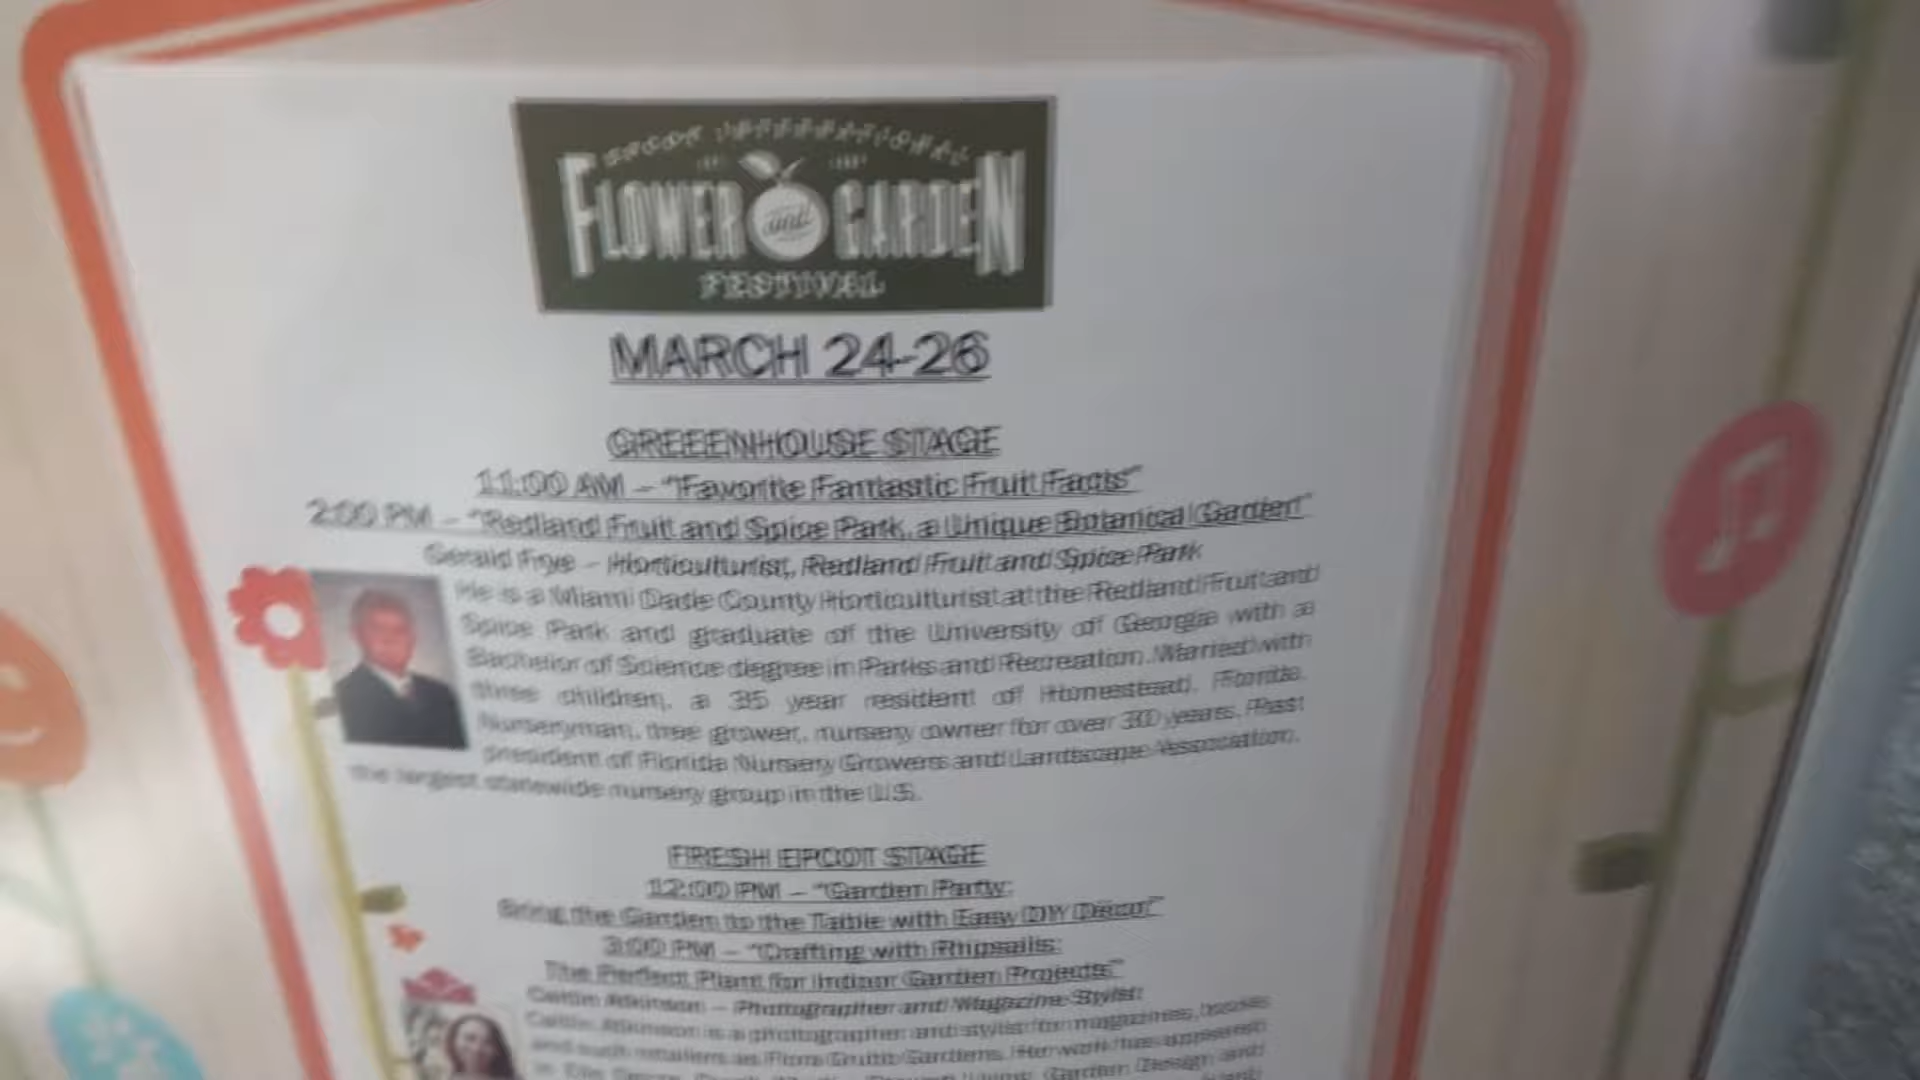 EPCOT INTERNATIONAL
FLOWER and GARDEN
FESTIVAL
MARCH 24-26
GREEENHOUSE STAGE
11:00 AM – "Favorite Fantastic Fruit Facts"
2:00 PM – "Redland Fruit and Spice Park, a Unique Botanical Garden"
Gerald Frye – Horticulturist, Redland Fruit and Spice Park
He is a Miami Dade County Horticulturist at the Redland Fruit and
Spice Park and graduate of the University of Georgia with a
Bachelor of Science degree in Parks and Recreation. Married with
three children, a 35 year resident of Homestead, Florida.
Nurseryman, tree grower, nursery owner for over 30 years. Past
president of Florida Nursery Growers and Landscape Association,
the largest statewide nursery group in the U.S.
FRESH EPCOT STAGE
12:00 PM – "Garden Party:
Bring the Garden to the Table with Easy DIY Décor!"
3:00 PM – "Crafting with Rhipsalis:
The Perfect Plant for Indoor Garden Projects"
Caitlin Atkinson – Photographer and Magazine Stylist
Caitlin Atkinson is a photographer and stylist for magazines, books
and such retailers as Flora Grubb Gardens. Her work has appeared
in Garden Design and